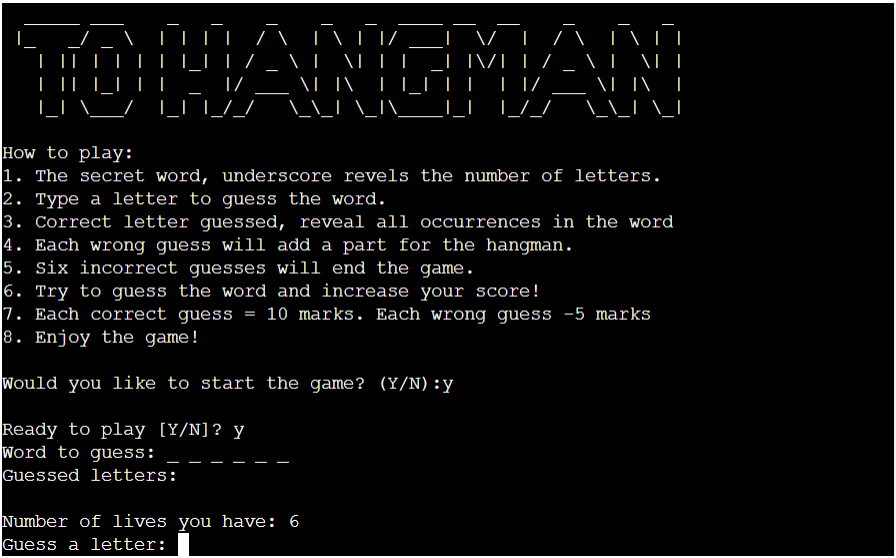 TO HANGMAN
How to play:
1. The secret word, underscore revels the number of letters.
2. Type a letter to guess the word.
3. Correct letter guessed, reveal all occurrences in the word
4. Each wrong guess will add a part for the hangman.
5. Six incorrect guesses will end the game.
6. Try to guess the word and increase your score!
7. Each correct guess = 10 marks. Each wrong guess -5 marks
8. Enjoy the game!
Would you like to start the game? (Y/N):y
Ready to play [Y/N]? y
Word to guess: _ _ _ _ _ _
Guessed letters:
Number of lives you have: 6
Guess a letter: